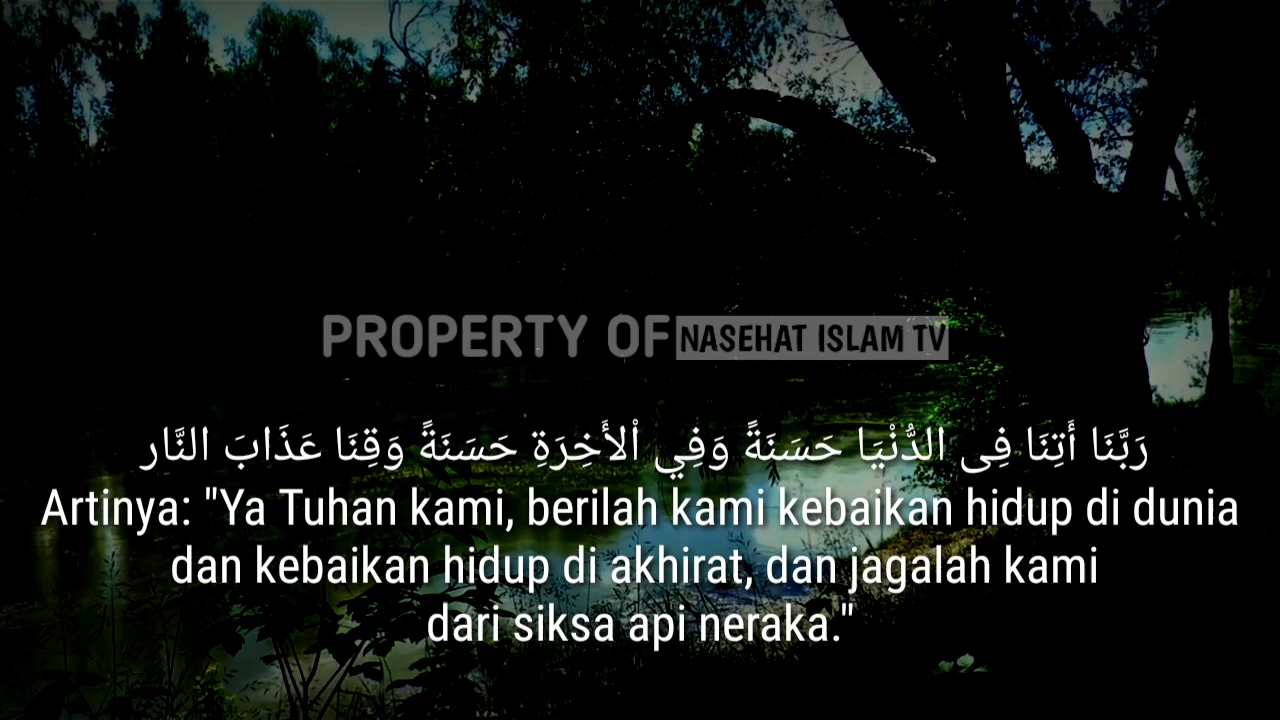 PROPERTY OF NASEHAT ISLAM TV
رَبَّنَا أَتِنَا فِى الدُّنْيَا حَسَنَةً وَفِي اْلأَخِرَةِ حَسَنَةً وَقِنَا عَذَابَ النَّار
Artinya: "Ya Tuhan kami, berilah kami kebaikan hidup di dunia
dan kebaikan hidup di akhirat, dan jagalah kami
dari siksa api neraka."